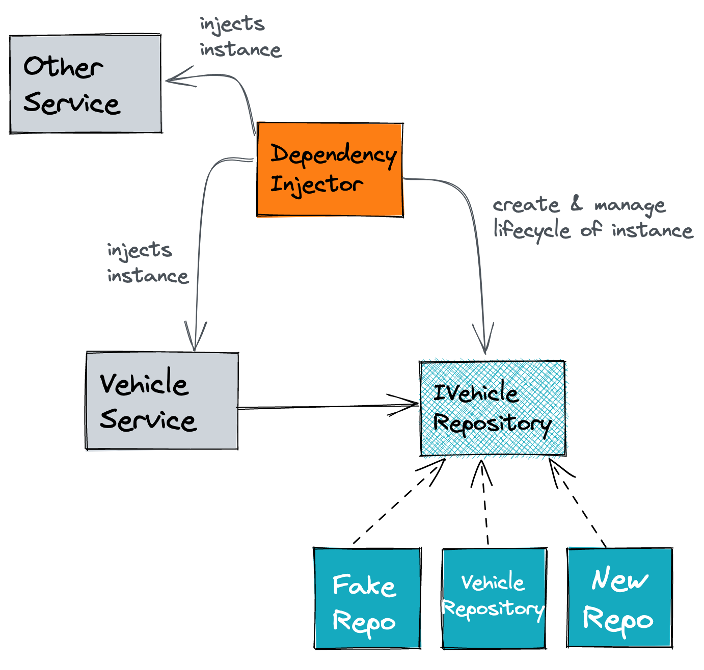 injects
instance
Other
Service
Dependency
Injector
create & manage
lifecycle of instance
injects
instance
Vehicle
Service
IVehicle
Repository
Fake
Repo
Vehicle
Repository
New
Repo